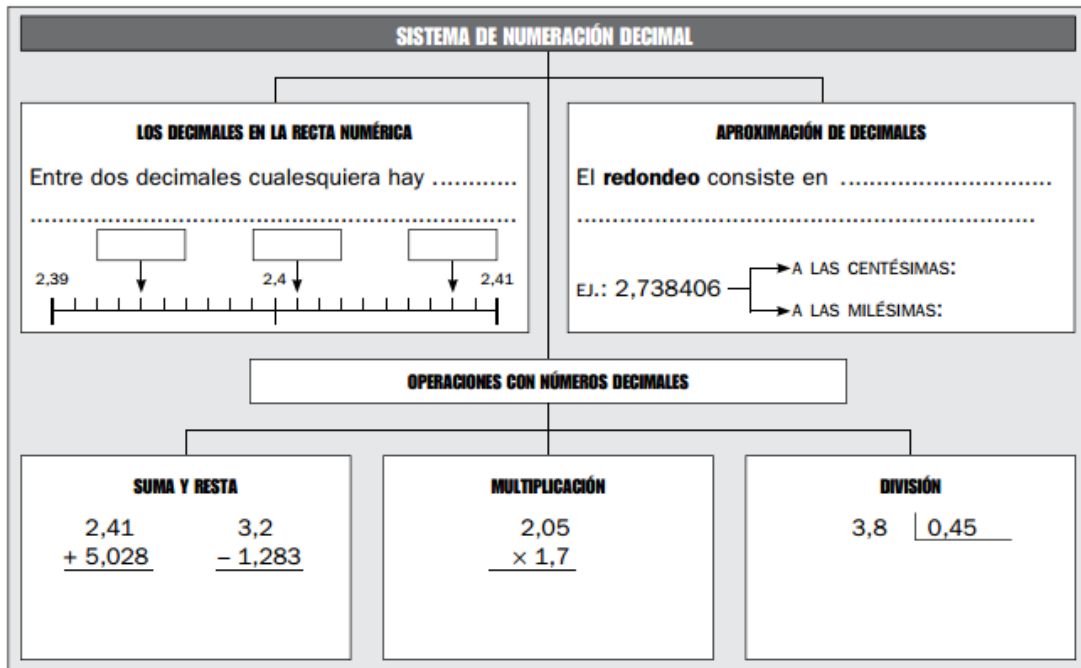 SISTEMA DE NUMERACIÓN DECIMAL
LOS DECIMALES EN LA RECTA NUMÉRICA
Entre dos decimales cualesquiera hay ............
......................................................................................
2,39
2,4
2,41
APROXIMACIÓN DE DECIMALES
El redondeo consiste en ...............................
..................................................................................
EJ.: 2,738406
A LAS CENTÉSIMAS:
A LAS MILÉSIMAS:
OPERACIONES CON NÚMEROS DECIMALES
SUMA Y RESTA
2,41 3,2
+ 5,028 – 1,283
MULTIPLICACIÓN
2,05
× 1,7
DIVISIÓN
3,8 0,45